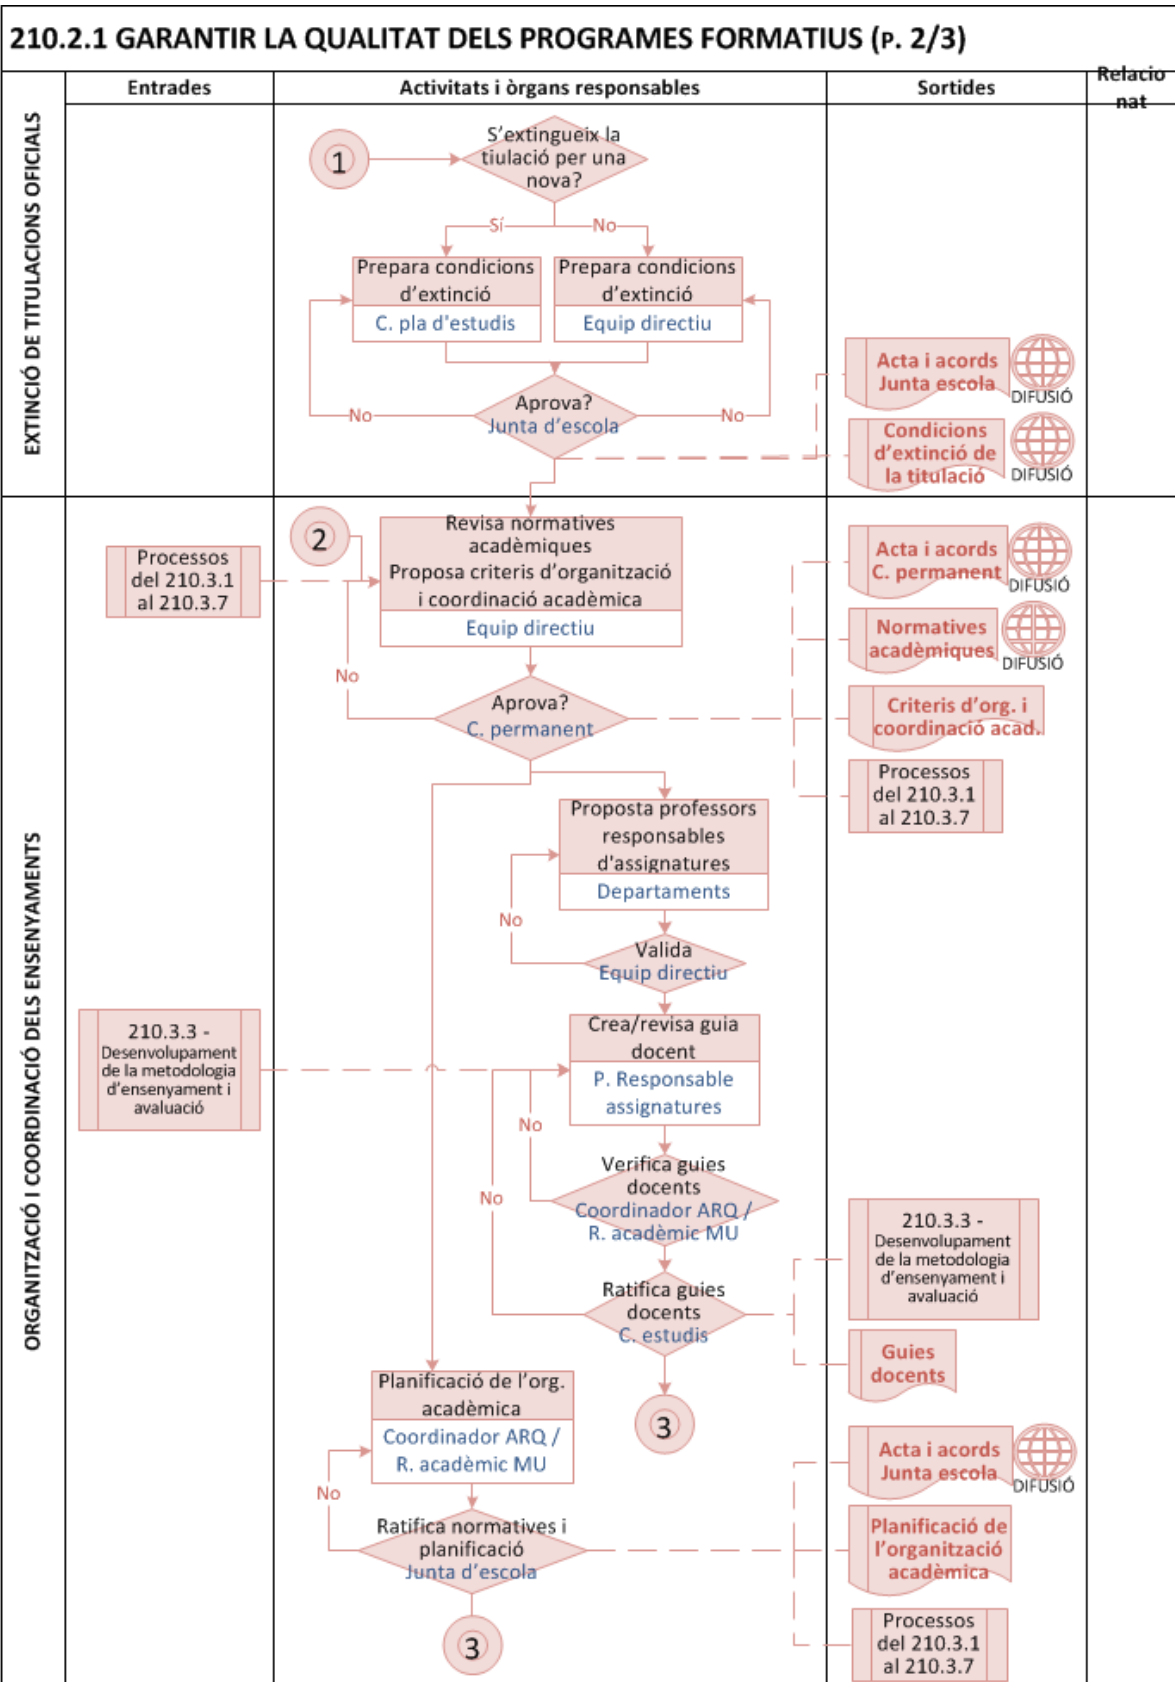 210.2.1 GARANTIR LA QUALITAT DELS PROGRAMES FORMATIUS (P. 2/3)
Entrades
Activitats i òrgans responsables
Sortides
Relacio
nat
EXTINCIÓ DE TITULACIONS OFICIALS
1
S'extingueix la
tiulació per una
nova?
Sí
No
Prepara condicions
d'extinció
C. pla d'estudis
Prepara condicions
d'extinció
Equip directiu
Aprova?
Junta d'escola
No
No
Acta i acords
Junta escola
DIFUSIÓ
Condicions
d'extinció de
la titulació
DIFUSIÓ
ORGANITZACIÓ I COORDINACIÓ DELS ENSENYAMENTS
2
Processos
del 210.3.1
al 210.3.7
Revisa normatives
acadèmiques
Proposa criteris d'organització
i coordinació acadèmica
Equip directiu
No
Aprova?
C. permanent
Acta i acords
C. permanent
DIFUSIÓ
Normatives
acadèmiques
DIFUSIÓ
Criteris d'org. i
coordinació acad.
Processos
del 210.3.1
al 210.3.7
Proposta professors
responsables
d'assignatures
Departaments
No
Valida
Equip directiu
210.3.3 -
Desenvolupament
de la metodologia
d'ensenyament i
avaluació
Crea/revisa guia
docent
P. Responsable
assignatures
No
Verifica guies
docents
Coordinador ARQ /
R. acadèmic MU
No
Ratifica guies
docents
C. estudis
210.3.3 -
Desenvolupament
de la metodologia
d'ensenyament i
avaluació
Guies
docents
3
Planificació de l'org.
acadèmica
Coordinador ARQ /
R. acadèmic MU
No
Ratifica normatives i
planificació
Junta d'escola
Acta i acords
Junta escola
DIFUSIÓ
Planificació de
l'organització
acadèmica
Processos
del 210.3.1
al 210.3.7
3